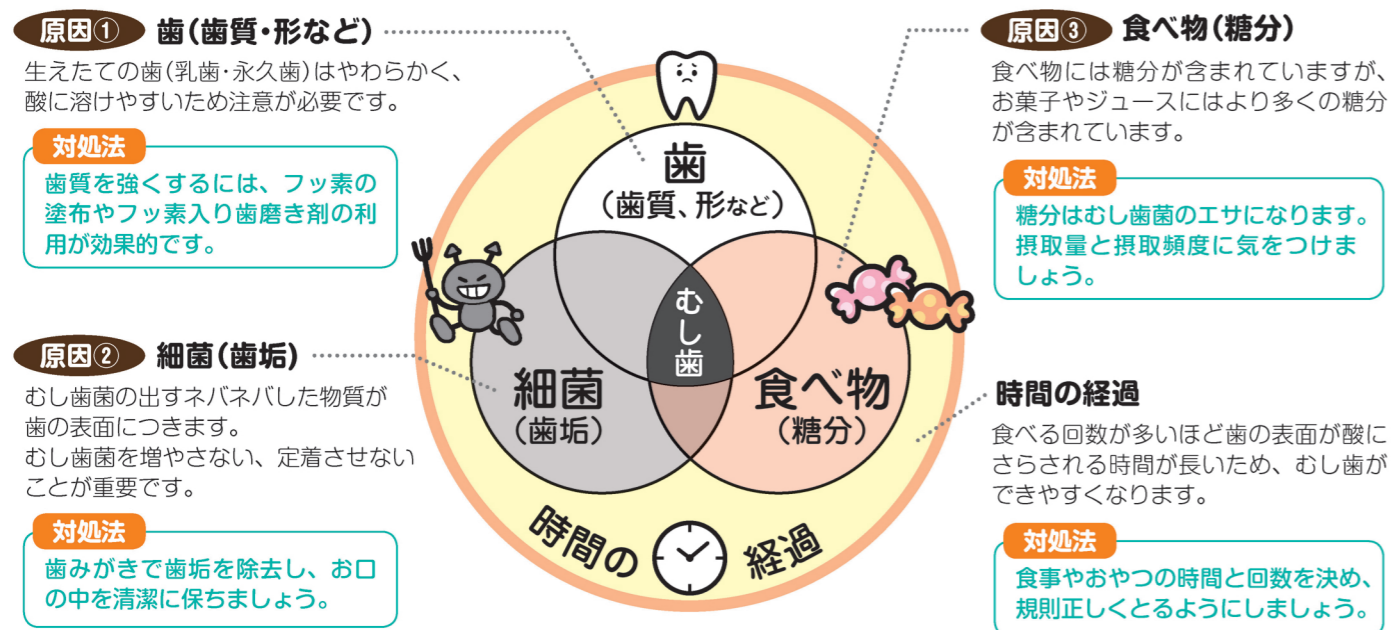 原因① 歯(歯質・形など)
生えたての歯(乳歯・永久歯)はやわらかく、
酸に溶けやすいため注意が必要です。
対処法
歯質を強くするには、フッ素の
塗布やフッ素入り歯磨き剤の利
用が効果的です。
原因② 細菌(歯垢)
むし歯菌の出すネバネバした物質が
歯の表面につきます。
むし歯菌を増やさない、定着させない
ことが重要です。
対処法
歯みがきで歯垢を除去し、お口
の中を清潔に保ちましょう。
歯
(歯質、形など)
むし歯
細菌
(歯垢)
食べ物
(糖分)
時間の経過
原因③ 食べ物(糖分)
食べ物には糖分が含まれていますが、
お菓子やジュースにはより多くの糖分
が含まれています。
対処法
糖分はむし歯菌のエサになります。
摂取量と摂取頻度に気をつけま
しょう。
時間の経過
食べる回数が多いほど歯の表面が酸に
さらされる時間が長いため、むし歯が
できやすくなります。
対処法
食事やおやつの時間と回数を決め、
規則正しくとるようにしましょう。